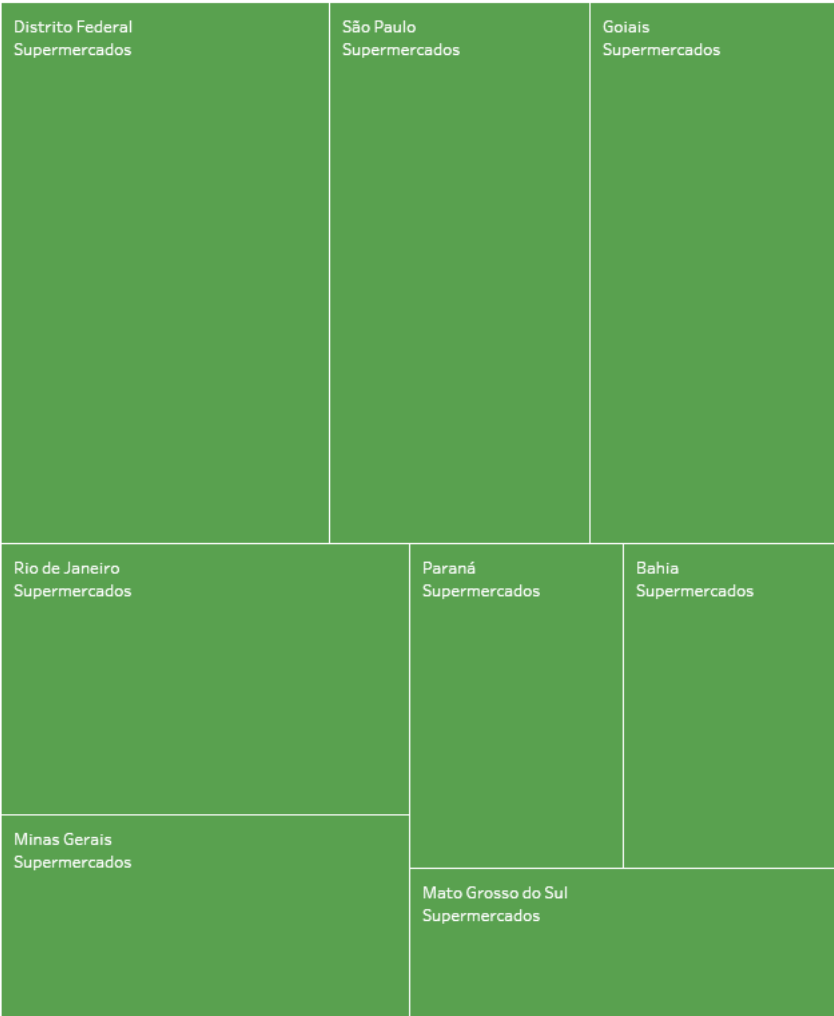 Distrito Federal
Supermercados
São Paulo
Supermercados
Goiais
Supermercados
Rio de Janeiro
Supermercados
Paraná
Supermercados
Bahia
Supermercados
Minas Gerais
Supermercados
Mato Grosso do Sul
Supermercados